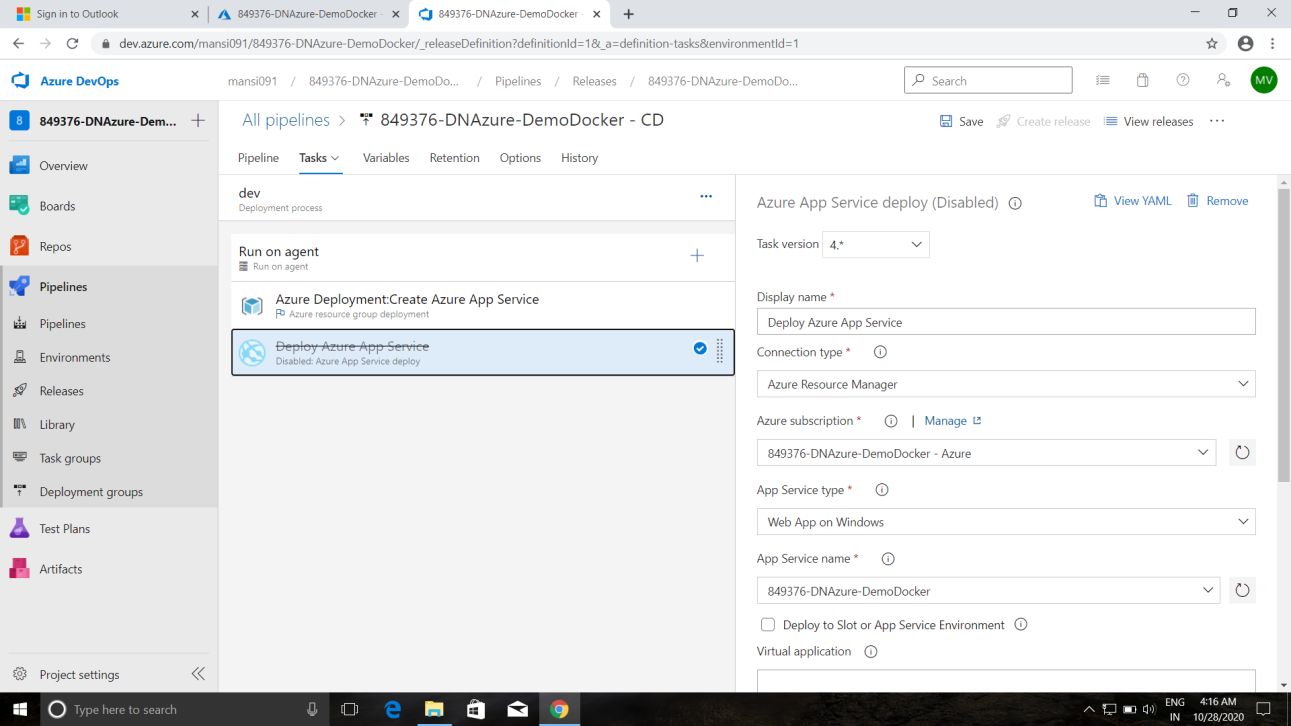 Sign in to Outlook
849376-DNAzure-DemoDocker -
849376-DNAzure-DemoDocker -
dev.azure.com/mansi091/849376-DNAzure-DemoDocker/_releaseDefinition?definitionId=1&_a=definition-tasks&environmentId=1
Azure DevOps
mansi091 / 849376-DNAzure-DemoDo... / Pipelines / Releases / 849376-DNAzure-DemoDo...
Search
MV
8
849376-DNAzure-Dem...
Overview
Boards
Repos
Pipelines
Pipelines
Environments
Releases
Library
Task groups
Deployment groups
Test Plans
Artifacts
Project settings
All pipelines > 849376-DNAzure-DemoDocker - CD
Save
Create release
View releases
Pipeline
Tasks
Variables
Retention
Options
History
dev
Deployment process
Run on agent
Run on agent
Azure Deployment:Create Azure App Service
Azure resource group deployment
Deploy Azure App Service
Disabled: Azure App Service deploy
Azure App Service deploy (Disabled)
View YAML
Remove
Task version 4.*
Display name *
Deploy Azure App Service
Connection type *
Azure Resource Manager
Azure subscription * | Manage
849376-DNAzure-DemoDocker - Azure
App Service type *
Web App on Windows
App Service name *
849376-DNAzure-DemoDocker
Deploy to Slot or App Service Environment
Virtual application
Type here to search
ENG
IN
4:16 AM
10/28/2020